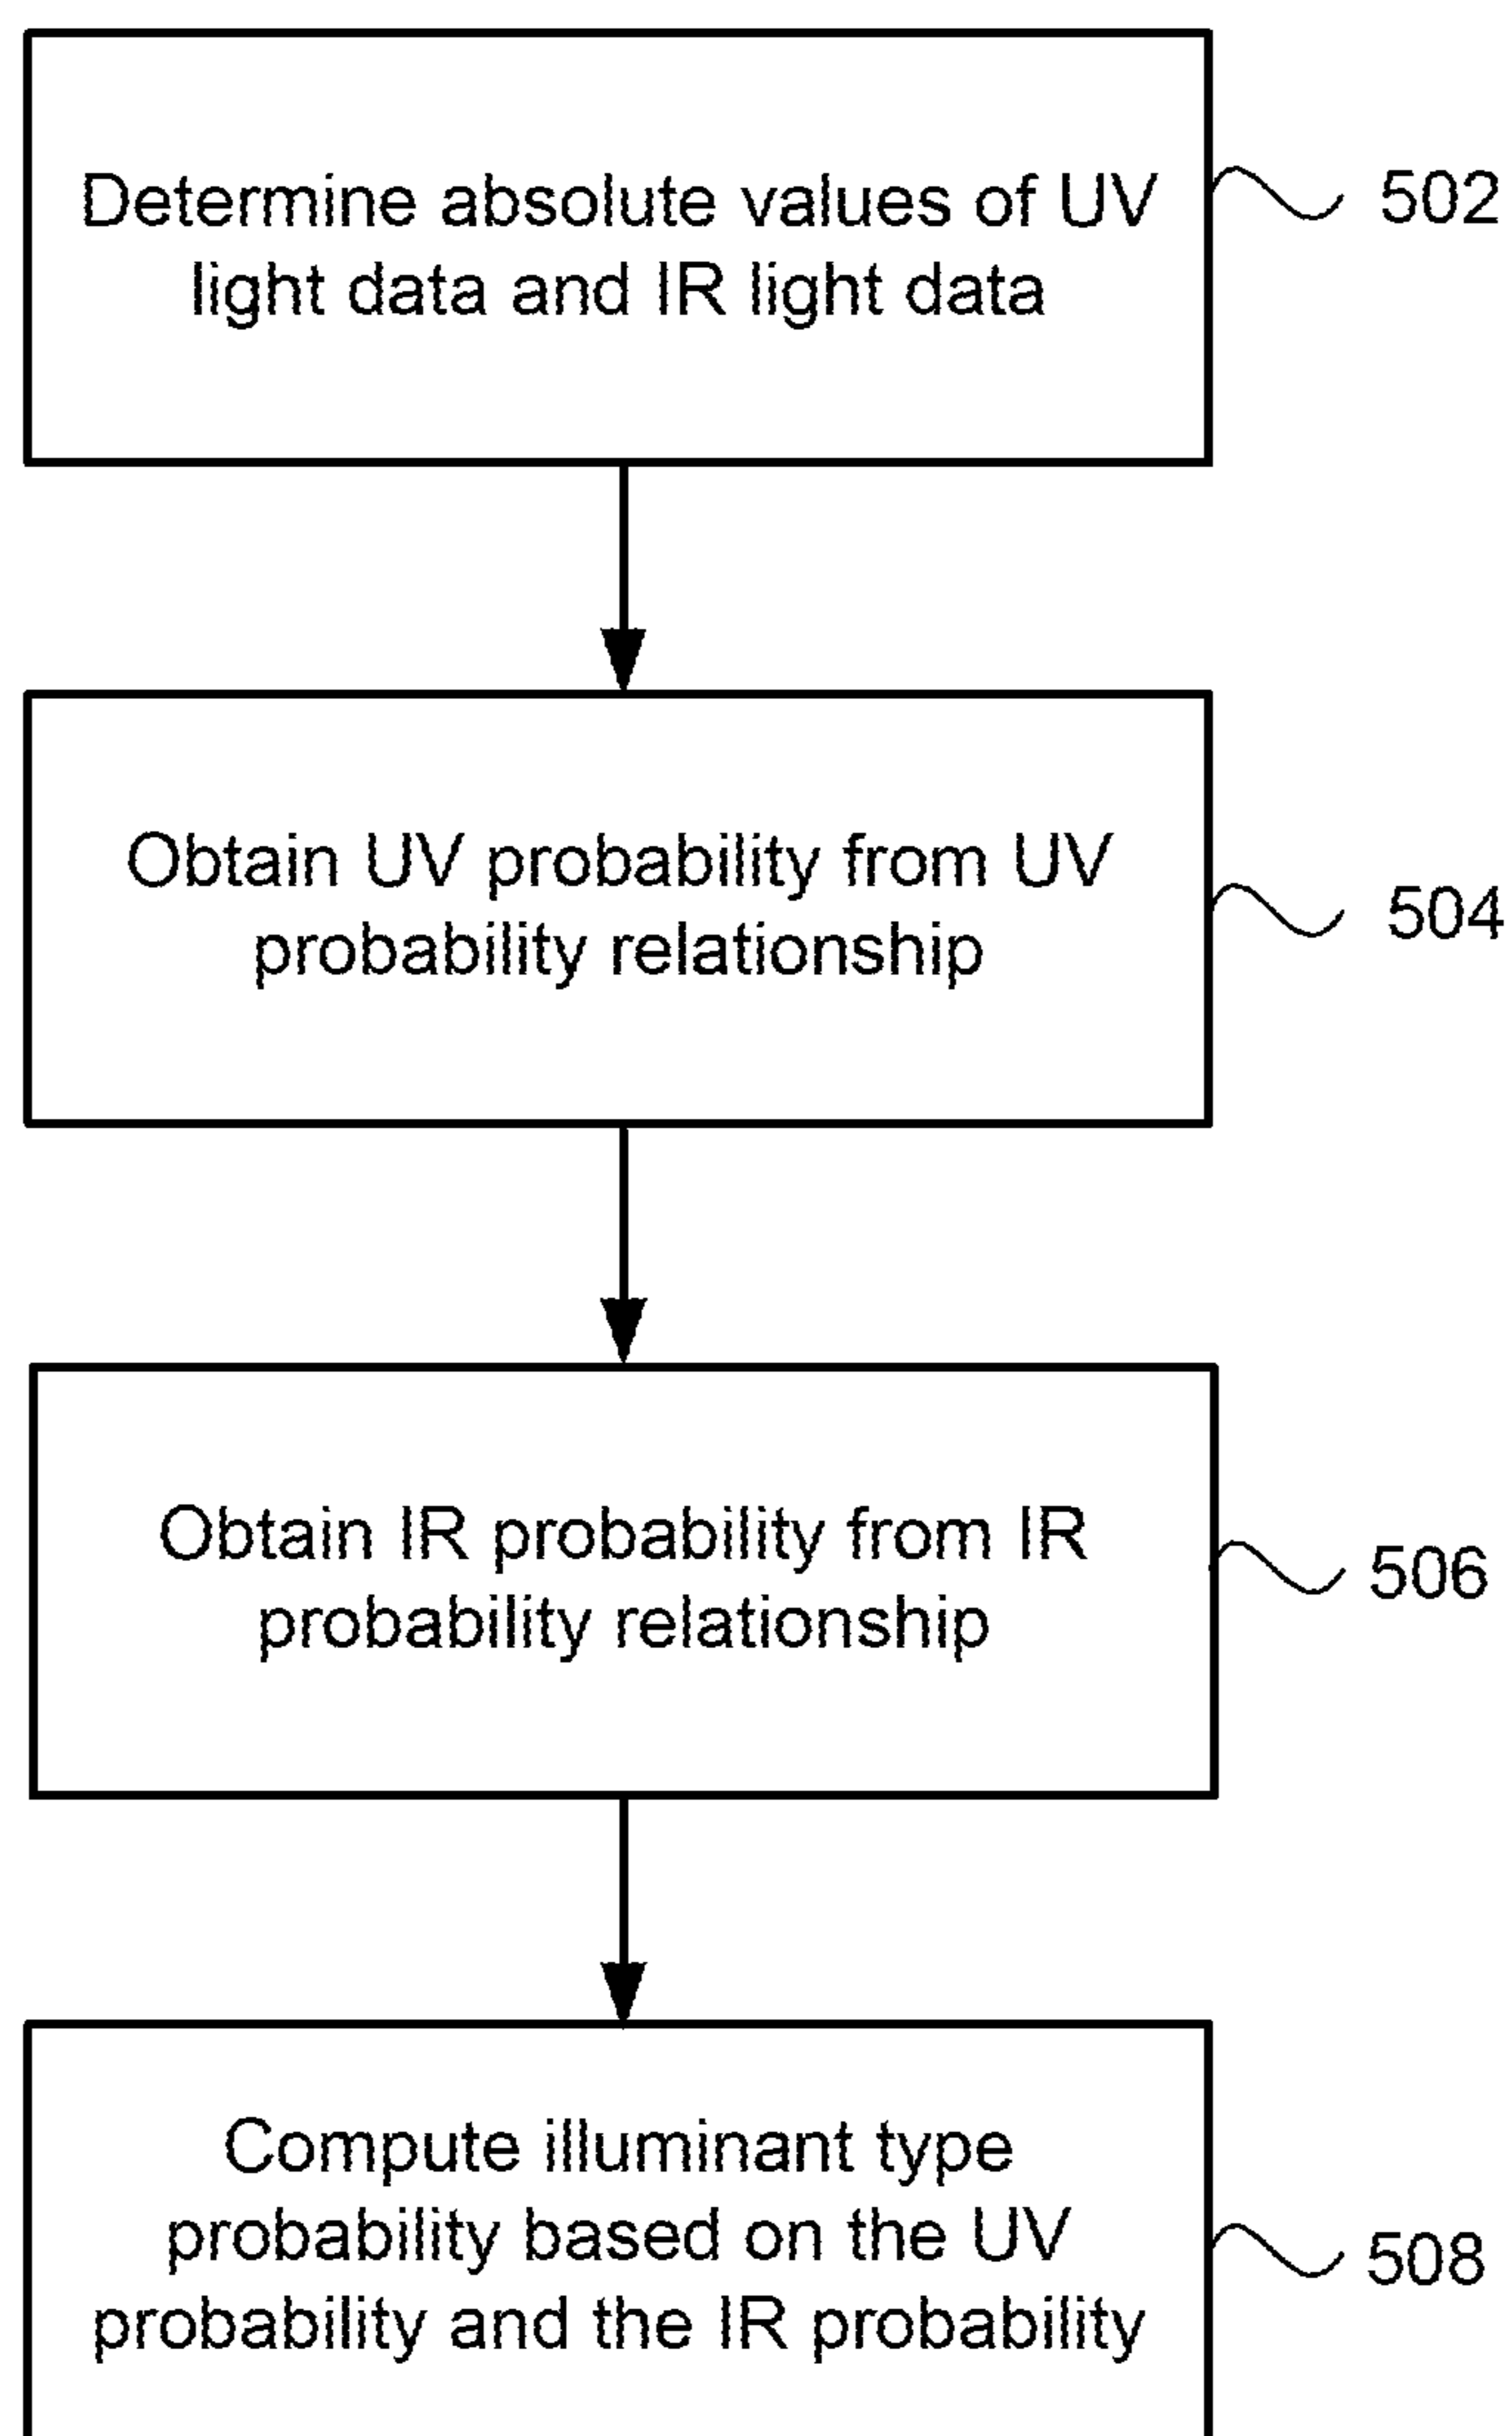 Determine absolute values of UV
light data and IR light data
502
Obtain UV probability from UV
probability relationship
504
Obtain IR probability from IR
probability relationship
506
Compute illuminant type
probability based on the UV
probability and the IR probability
508